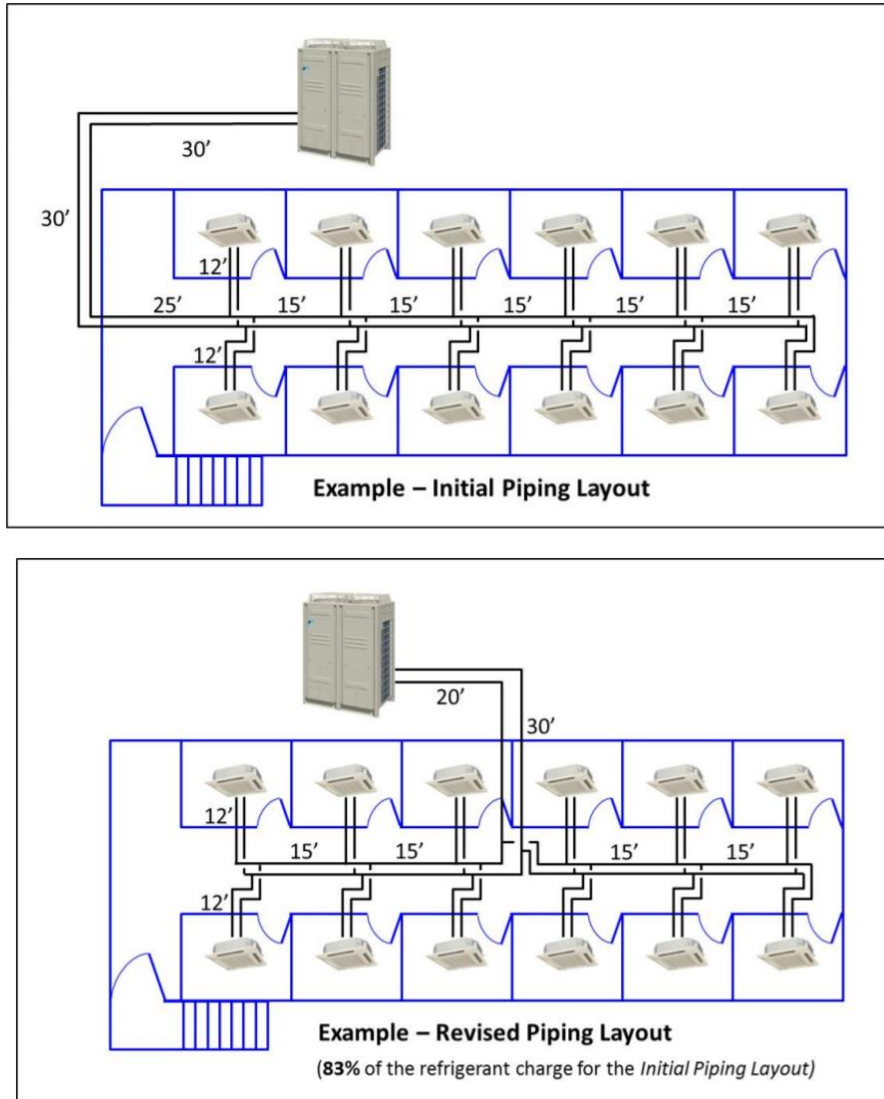 30’
30’
12’
25’ 15’ 15’ 15’ 15’ 15’
12’
Example – Initial Piping Layout
20’
30’
12’
15’ 15’ 15’ 15’
12’
Example – Revised Piping Layout
(83% of the refrigerant charge for the Initial Piping Layout)